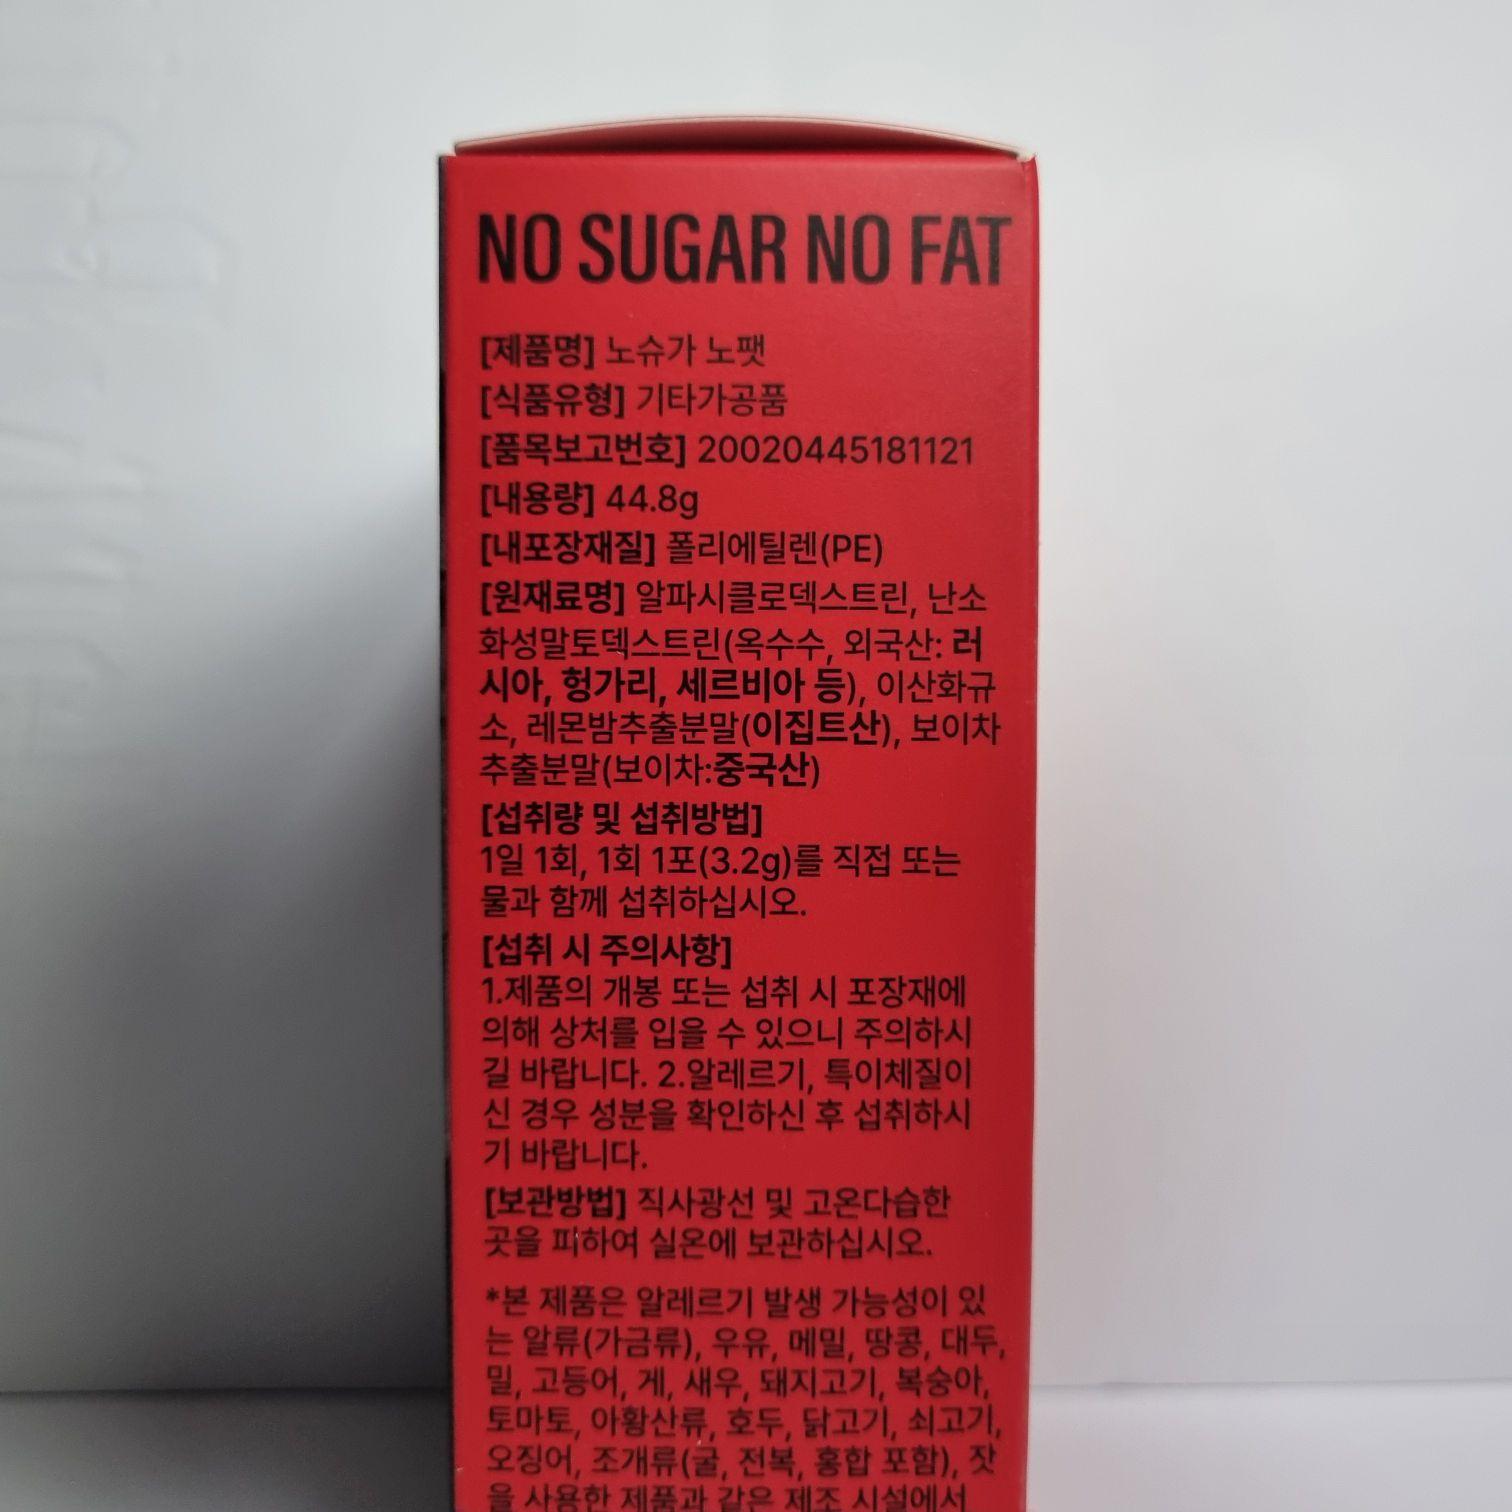 NO SUGAR NO FAT
[제품명] 노슈가 노팻
[식품유형] 기타가공품
[품목보고번호] 20020445181121
[내용량] 44.8g
[내포장재질] 폴리에틸렌(PE)
[원재료명] 알파시클로덱스트린, 난소
화성말토덱스트린(옥수수, 외국산: 러
시아, 헝가리, 세르비아 등), 이산화규
소, 레몬밤추출분말(이집트산), 보이차
추출분말(보이차:중국산)
[섭취량 및 섭취방법]
1일 1회, 1회 1포(3.2g)를 직접 또는
물과 함께 섭취하십시오.
[섭취 시 주의사항]
1.제품의 개봉 또는 섭취 시 포장재에
의해 상처를 입을 수 있으니 주의하시
길 바랍니다. 2.알레르기, 특이체질이
신 경우 성분을 확인하신 후 섭취하시
기 바랍니다.
[보관방법] 직사광선 및 고온다습한
곳을 피하여 실온에 보관하십시오.
*본 제품은 알레르기 발생 가능성이 있
는 알류(가금류), 우유, 메밀, 땅콩, 대두,
밀, 고등어, 게, 새우, 돼지고기, 복숭아,
토마토, 아황산류, 호두, 닭고기, 쇠고기,
오징어, 조개류(굴, 전복, 홍합 포함), 잣
을 사용한 제품과 같은 제조 시설에서